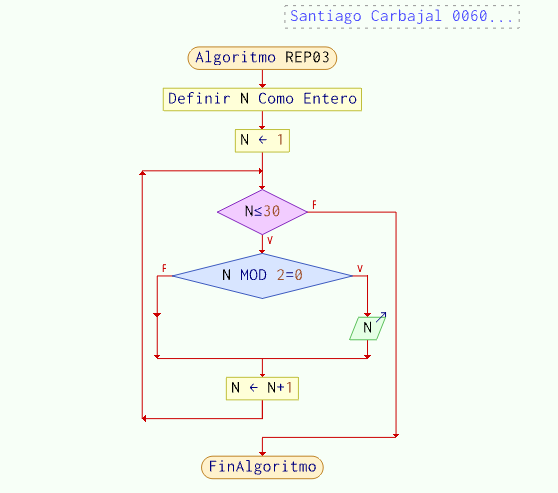 Santiago Carbajal 0060...
Algoritmo REP03
Definir N Como Entero
N ← 1
N≤30
F
V
N MOD 2=0
F
V
N
N ← N+1
FinAlgoritmo